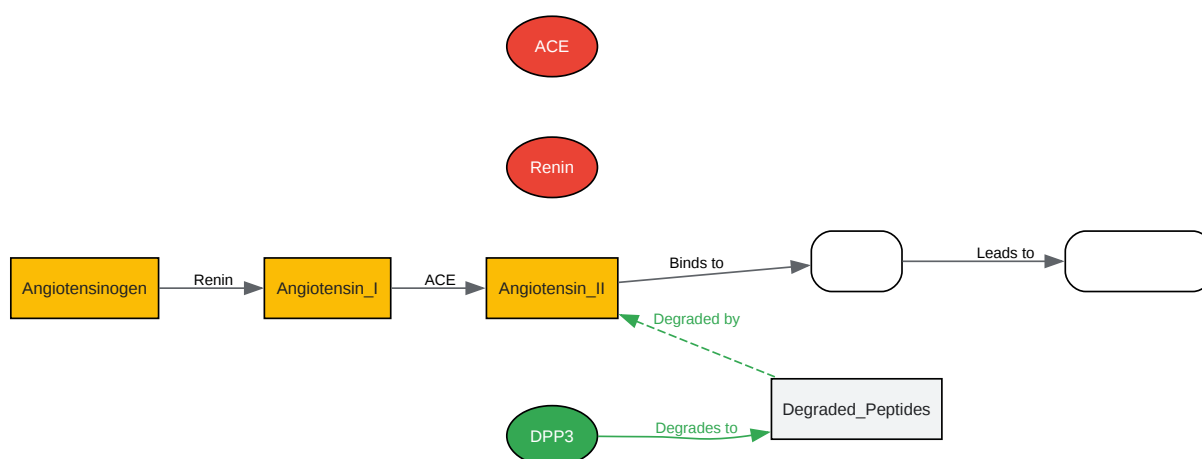 ACE
Renin
Angiotensinogen
Renin
Angiotensin_I
ACE
Angiotensin_II
Binds to
Leads to
Degraded by
Degraded_Peptides
DPP3
Degrades to